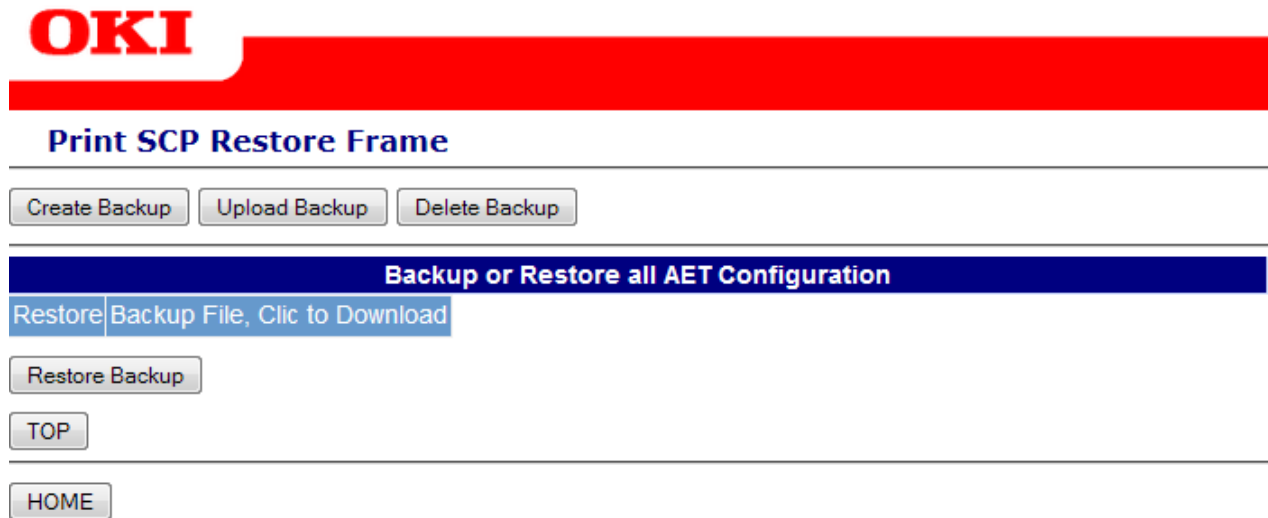 OKI
Print SCP Restore Frame
Create Backup Upload Backup Delete Backup
Backup or Restore all AET Configuration
Restore Backup File, Clic to Download
Restore Backup
TOP
HOME